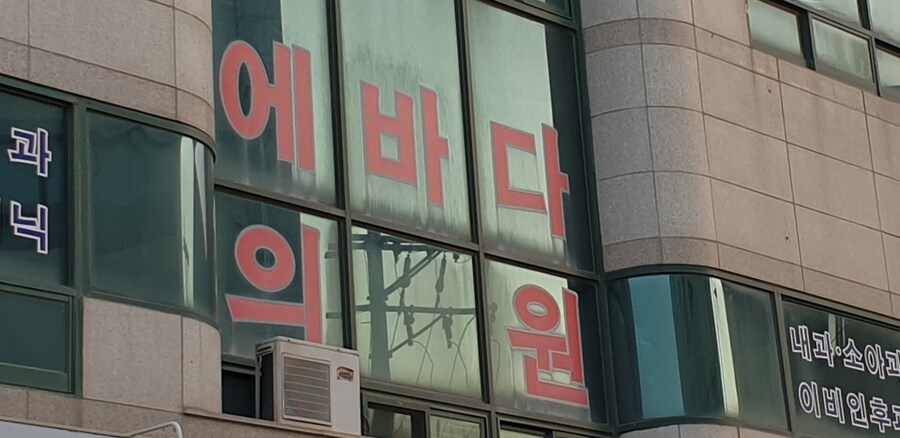 에바다
의원
과
닉
내과·소아과
이비인후과